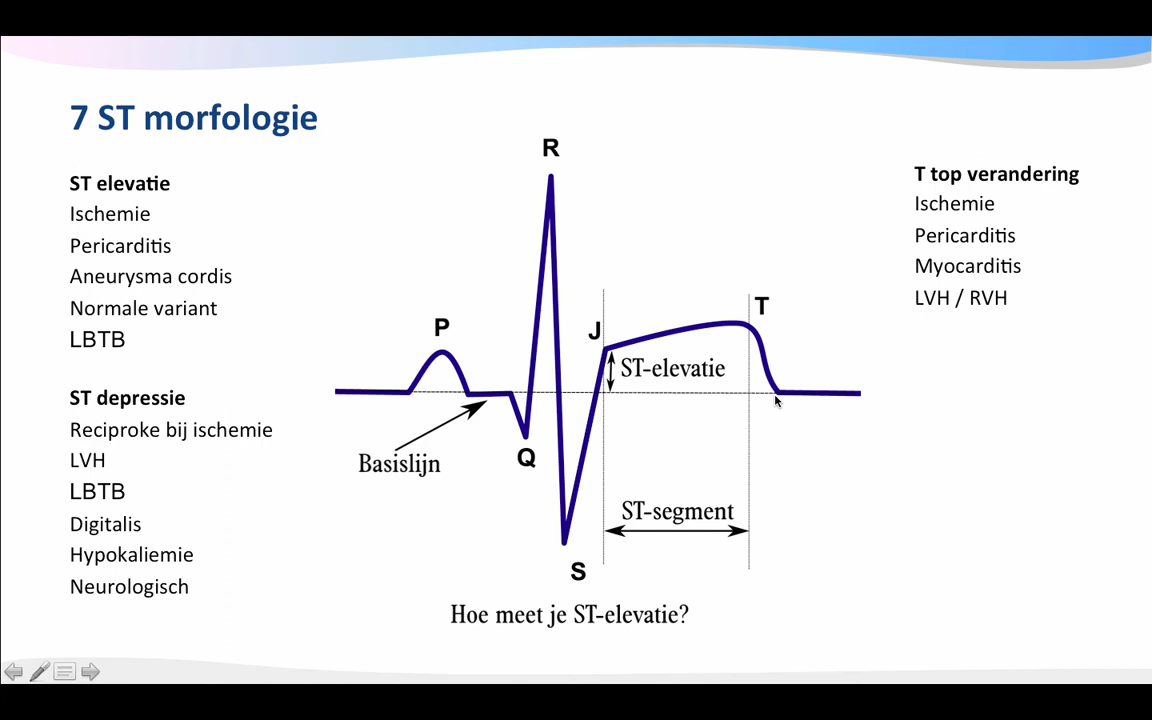 7 ST morfologie
ST elevatie
Ischemie
Pericarditis
Aneurysma cordis
Normale variant
LBTB
ST depressie
Reciproke bij ischemie
LVH
LBTB
Digitalis
Hypokaliemie
Neurologisch
R
P
J
T
ST-elevatie
Basislijn
Q
ST-segment
S
Hoe meet je ST-elevatie?
T top verandering
Ischemie
Pericarditis
Myocarditis
LVH / RVH